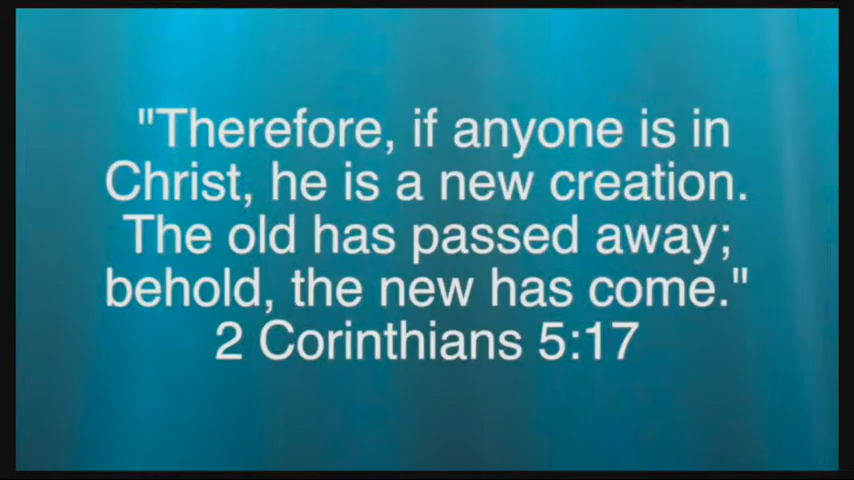 "Therefore, if anyone is in
Christ, he is a new creation.
The old has passed away;
behold, the new has come."
2 Corinthians 5:17